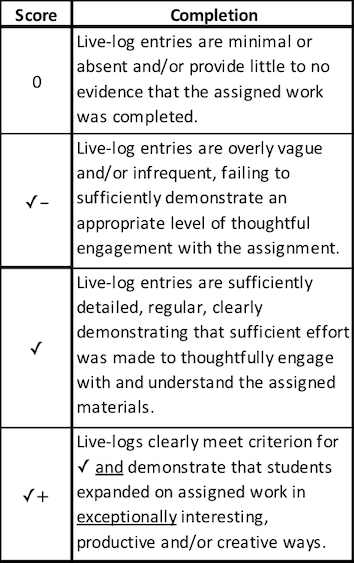 Score Completion
0
Live-log entries are minimal or
absent and/or provide little to no
evidence that the assigned work
was completed.
✓–
Live-log entries are overly vague
and/or infrequent, failing to
sufficiently demonstrate an
appropriate level of thoughtful
engagement with the assignment.
✓
Live-log entries are sufficiently
detailed, regular, clearly
demonstrating that sufficient effort
was made to thoughtfully engage
with and understand the assigned
materials.
✓+
Live-logs clearly meet criterion for
✓ and demonstrate that students
expanded on assigned work in
exceptionally interesting,
productive and/or creative ways.